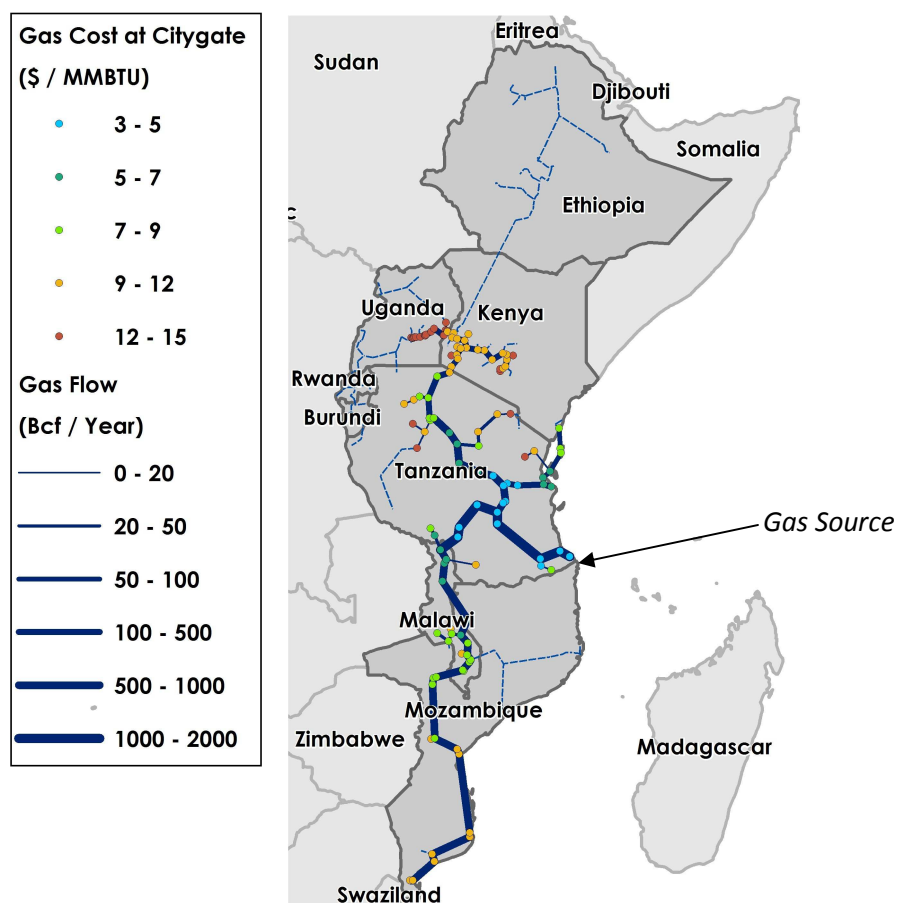 Gas Cost at Citygate
($ / MMBTU)
3 - 5
5 - 7
7 - 9
9 - 12
12 - 15
Gas Flow
(Bcf / Year)
0 - 20
20 - 50
50 - 100
100 - 500
500 - 1000
1000 - 2000
Eritrea
Sudan
Djibouti
Somalia
Ethiopia
c
Uganda
Kenya
Rwanda
Burundi
Tanzania
Gas Source
Malawi
Mozambique
Zimbabwe
Madagascar
Swaziland